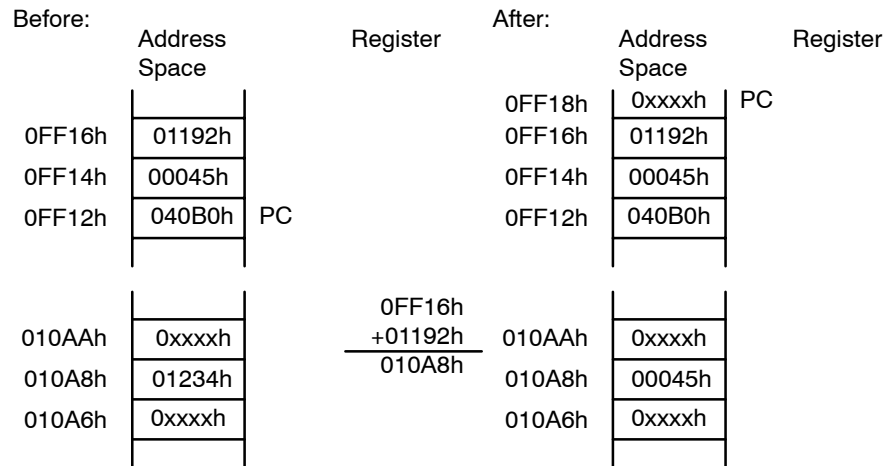 Before:
Address Space
Register
0FF16h 01192h
0FF14h 00045h
0FF12h 040B0h PC
010AAh 0xxxxh
010A8h 01234h
010A6h 0xxxxh
0FF16h
+01192h
010A8h
After:
Address Space
Register
0FF18h 0xxxxh PC
0FF16h 01192h
0FF14h 00045h
0FF12h 040B0h
010AAh 0xxxxh
010A8h 00045h
010A6h 0xxxxh